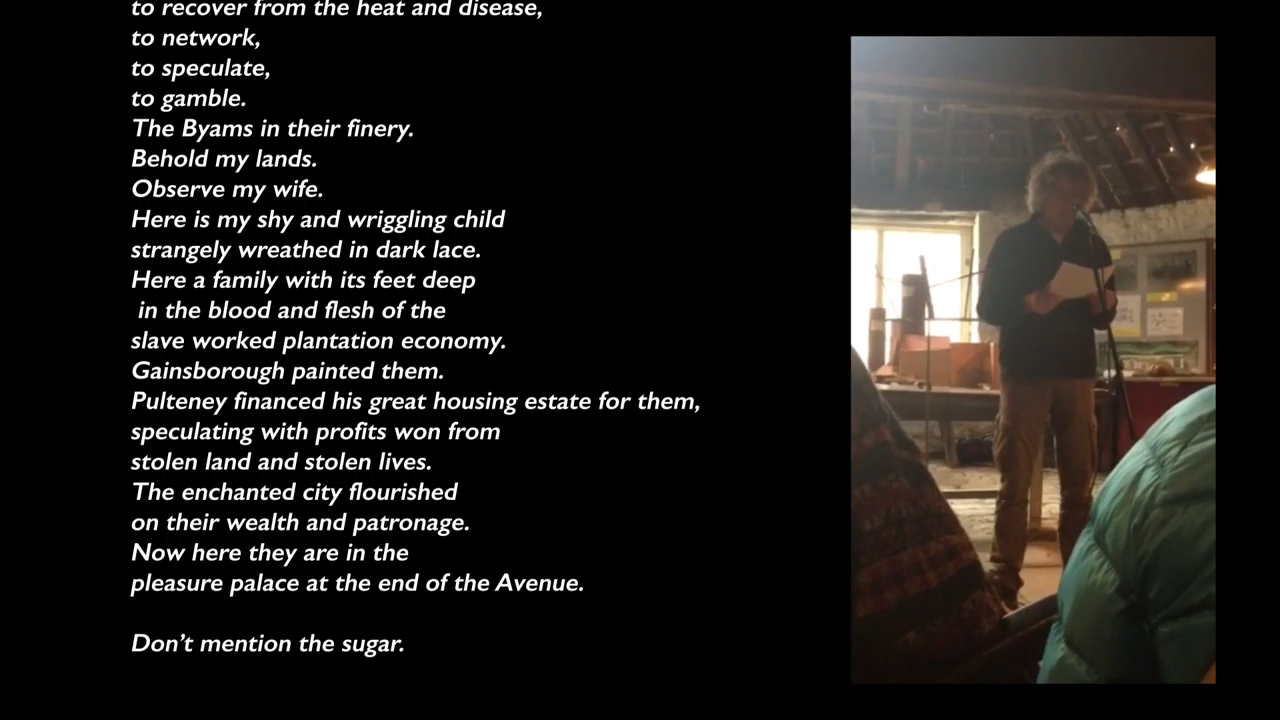 to recover from the heat and disease,
to network,
to speculate,
to gamble.
The Byams in their finery.
Behold my lands.
Observe my wife.
Here is my shy and wriggling child
strangely wreathed in dark lace.
Here a family with its feet deep
in the blood and flesh of the
slave worked plantation economy.
Gainsborough painted them.
Pulteney financed his great housing estate for them,
speculating with profits won from
stolen land and stolen lives.
The enchanted city flourished
on their wealth and patronage.
Now here they are in the
pleasure palace at the end of the Avenue.
Don’t mention the sugar.